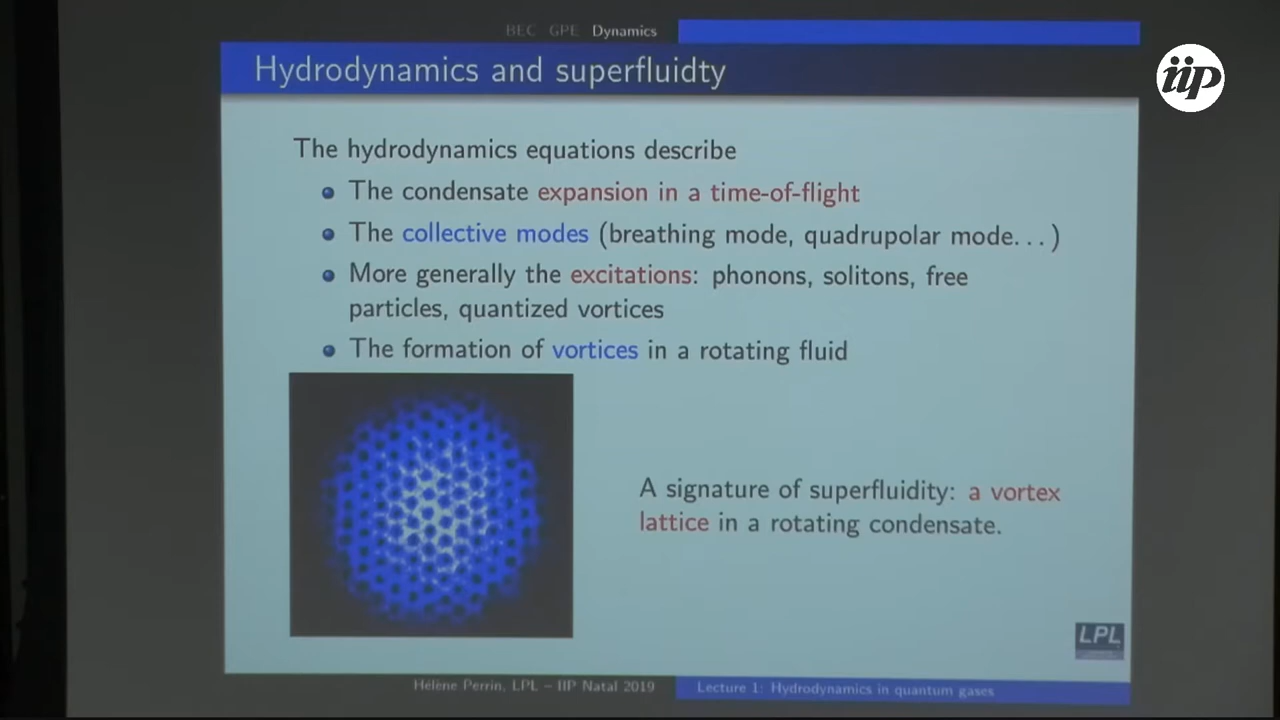 BEC GPE Dynamics
iip
Hydrodynamics and superfluidty
The hydrodynamics equations describe
The condensate expansion in a time-of-flight
The collective modes (breathing mode, quadrupolar mode...)
More generally the excitations: phonons, solitons, free
particles, quantized vortices
The formation of vortices in a rotating fluid
A signature of superfluidity: a vortex
lattice in a rotating condensate.
LPL
Hélène Perrin, LPL – IIP Natal 2019
Lecture 1: Hydrodynamics in quantum gases